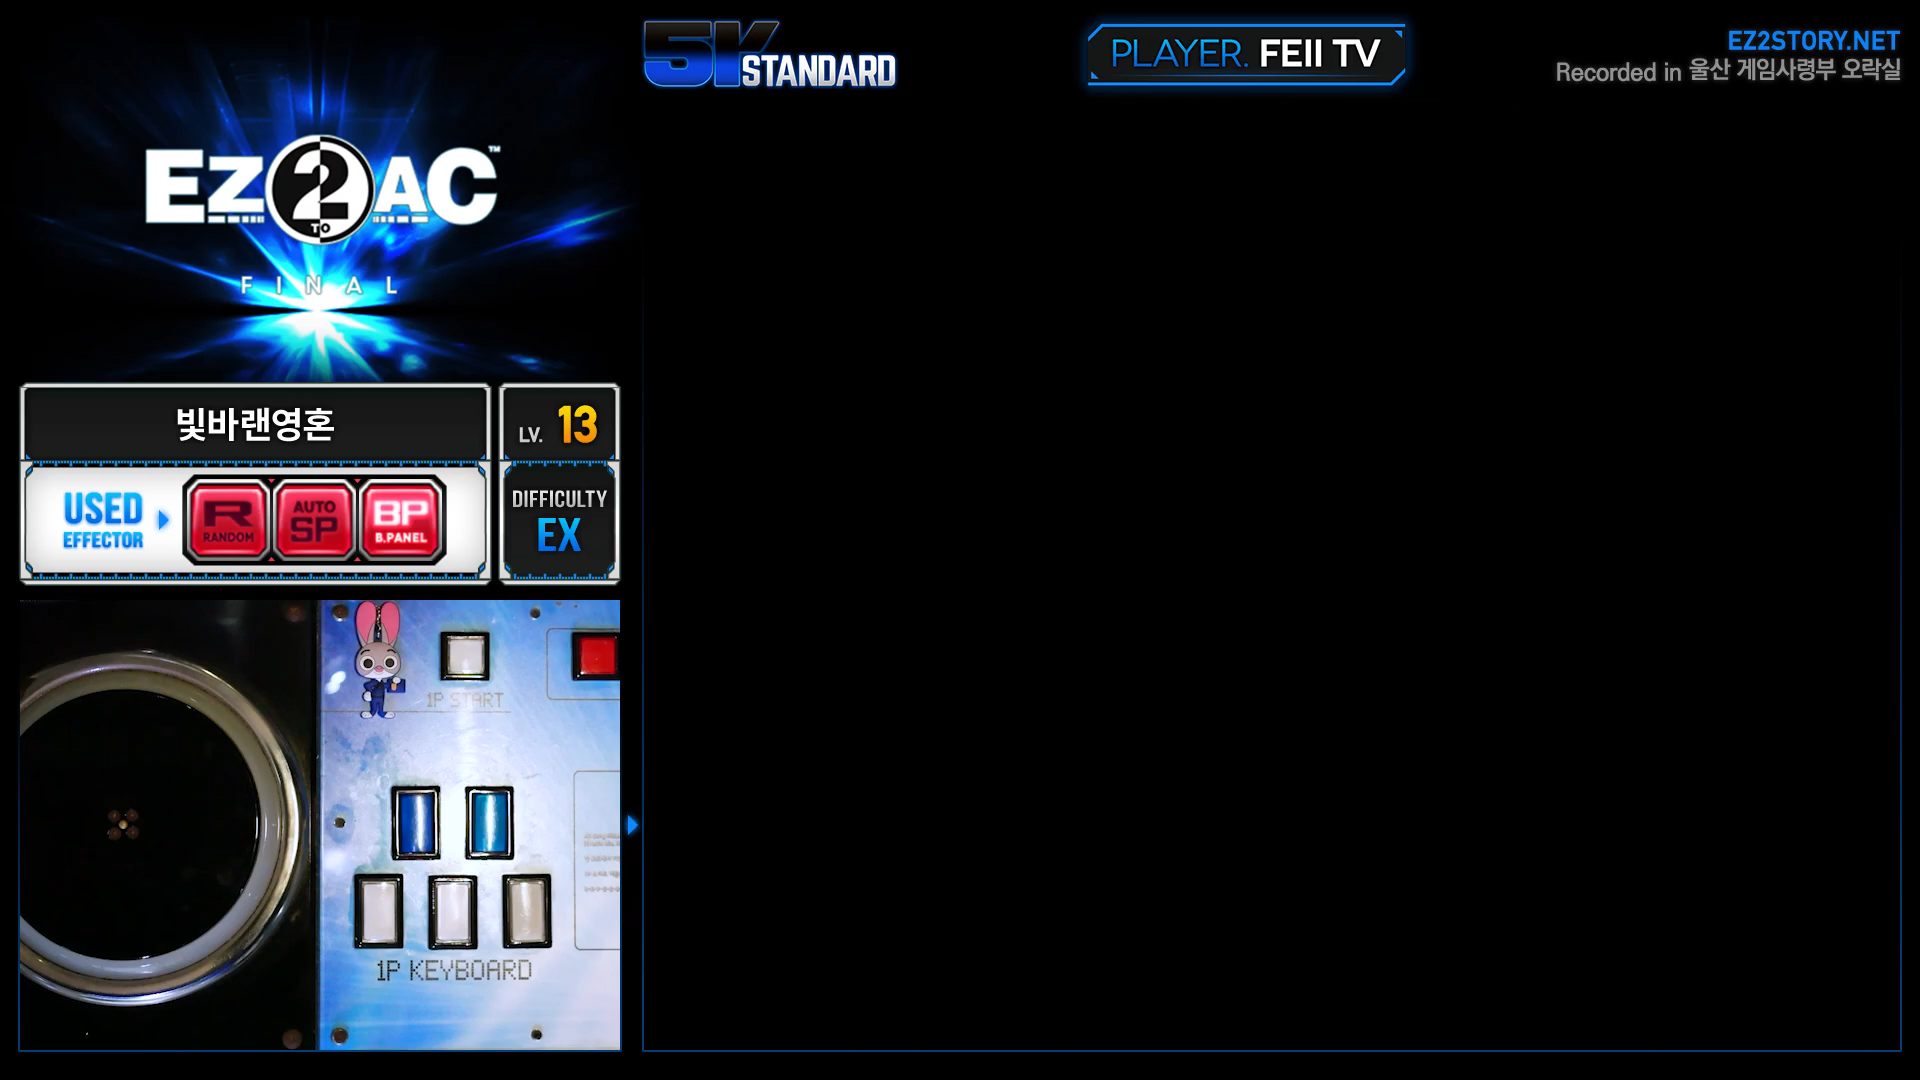 5K STANDARD
PLAYER. FEII TV
EZ2STORY.NET
Recorded in 울산 게임사령부 오락실
Ez2AC™
TO
FINAL
빛바랜영혼
LV. 13
USED
EFFECTOR
R
RANDOM
AUTO
SP
BP
B.PANEL
DIFFICULTY
EX
1P START
1P KEYBOARD